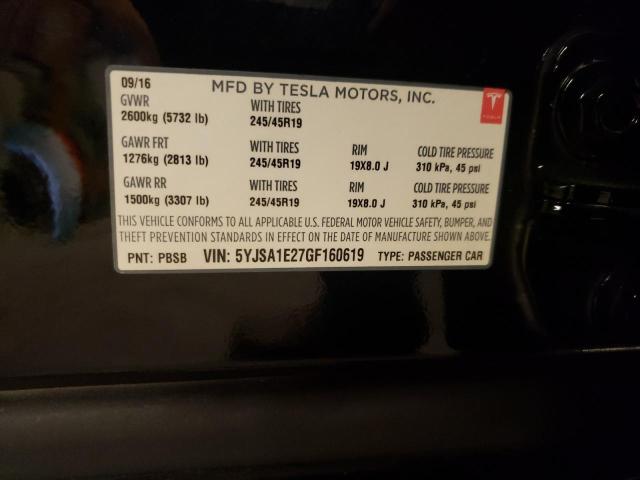 09/16 MFD BY TESLA MOTORS, INC.
GVWR WITH TIRES
2600kg (5732 lb) 245/45R19
TESLA
GAWR FRT WITH TIRES RIM COLD TIRE PRESSURE
1276kg (2813 lb) 245/45R19 19X8.0 J 310 kPa, 45 psi
GAWR RR WITH TIRES RIM COLD TIRE PRESSURE
1500kg (3307 lb) 245/45R19 19X8.0 J 310 kPa, 45 psi
THIS VEHICLE CONFORMS TO ALL APPLICABLE U.S. FEDERAL MOTOR VEHICLE SAFETY, BUMPER, AND
THEFT PREVENTION STANDARDS IN EFFECT ON THE DATE OF MANUFACTURE SHOWN ABOVE.
PNT: PBSB VIN: 5YJSA1E27GF160619 TYPE: PASSENGER CAR